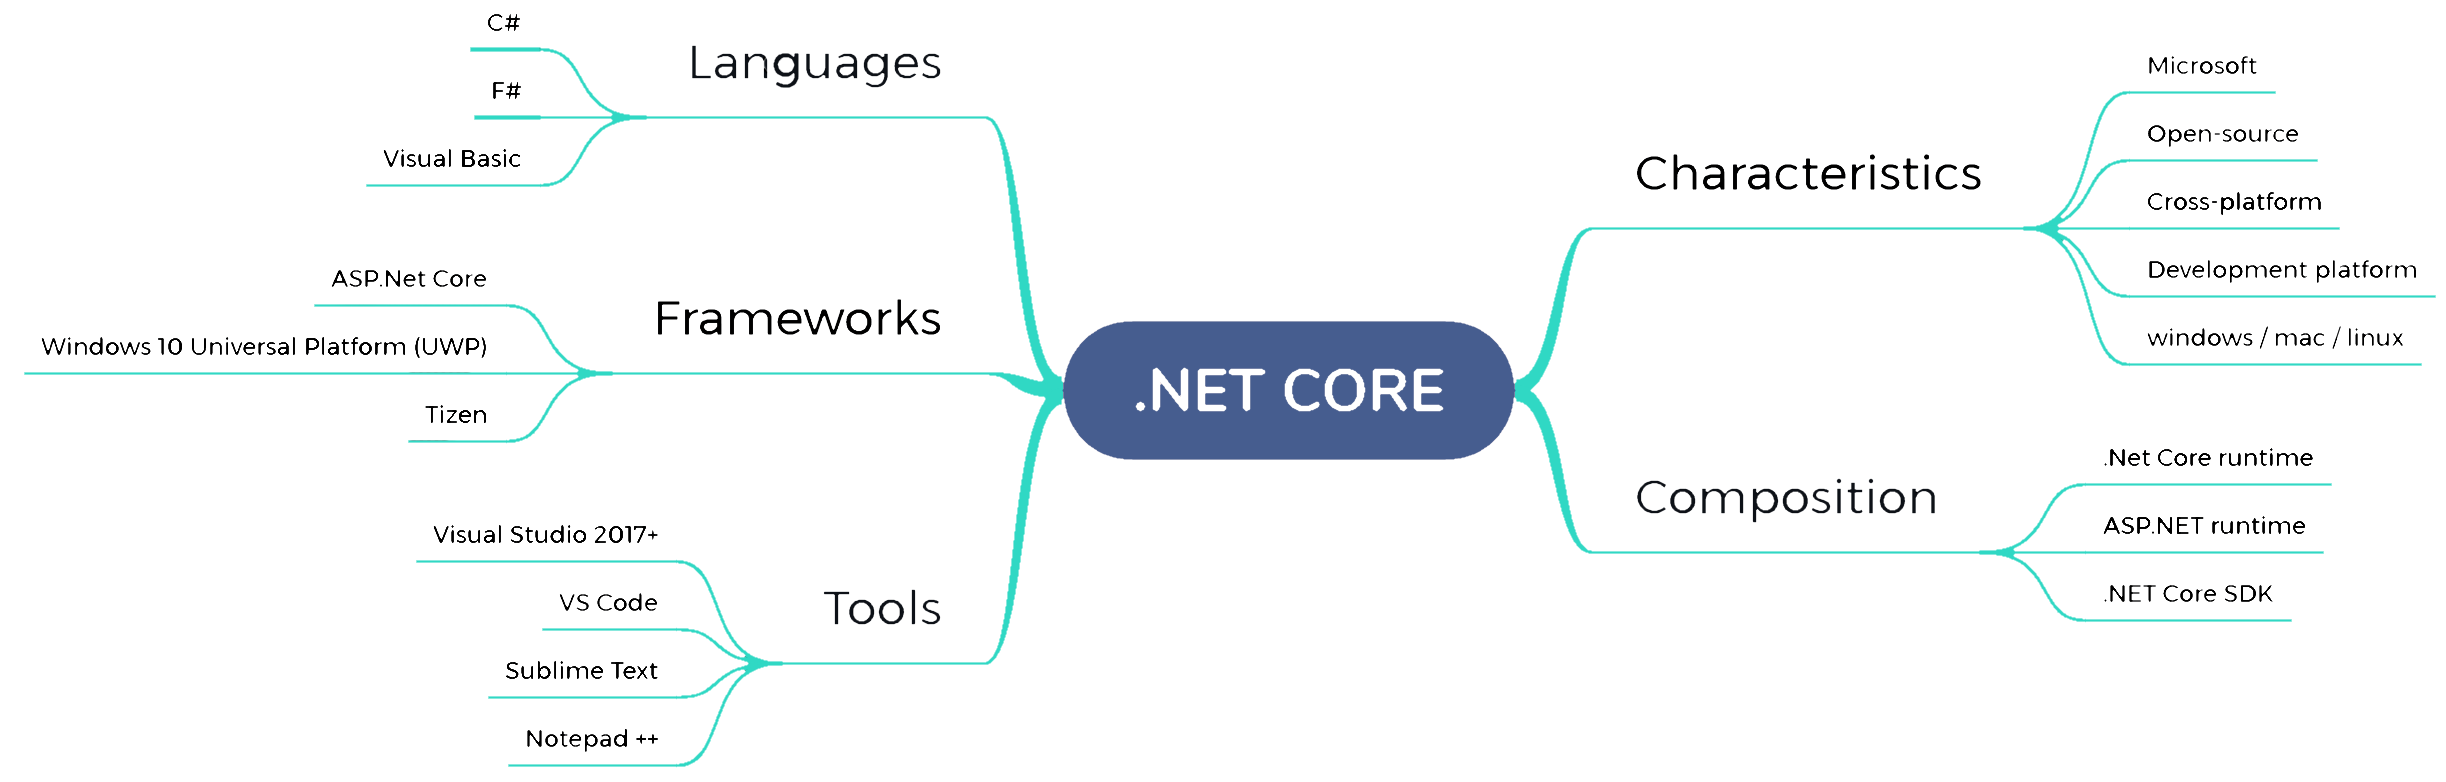 C#
F#
Visual Basic
Languages
ASP.Net Core
Windows 10 Universal Platform (UWP)
Tizen
Frameworks
Visual Studio 2017+
VS Code
Sublime Text
Notepad ++
Tools
.NET CORE
Characteristics
Microsoft
Open-source
Cross-platform
Development platform
windows / mac / linux
Composition
.Net Core runtime
ASP.NET runtime
.NET Core SDK